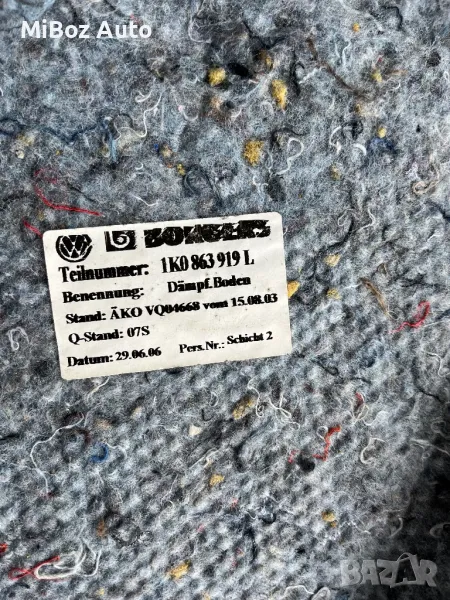 MiBoz Auto
BORGERS
Teilnummer: 1K0 863 919 L
Benennung: Dämpf.Boden
Stand: ÄKO VQ04668 vom 15.08.03
Q-Stand: 07S
Datum: 29.06.06 Pers.Nr.: Schicht 2
BAZAR